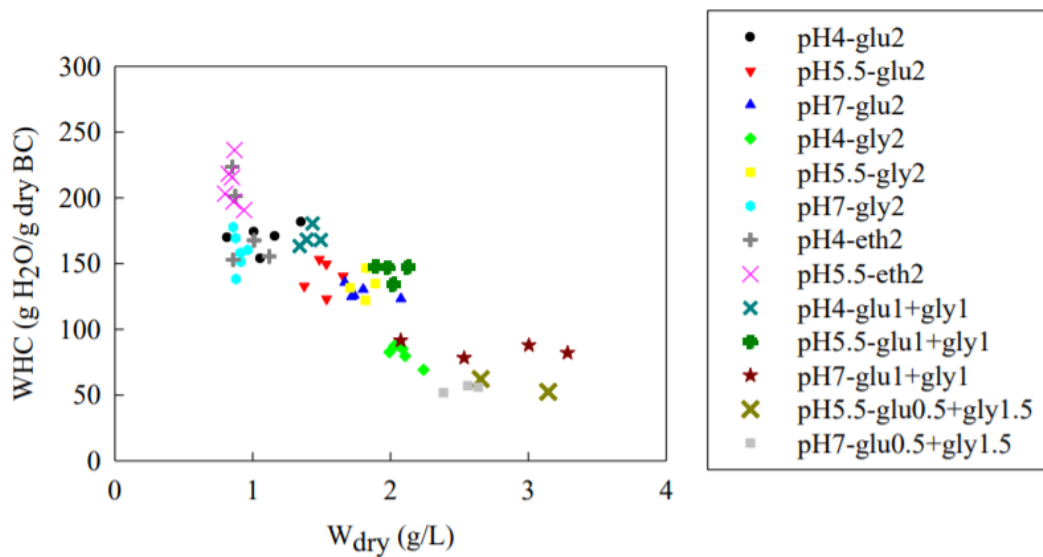 300
250
200
150
100
50
0
WHC (g H2O/g dry BC)
0 1 2 3 4
Wdry (g/L)
pH4-glu2
pH5.5-glu2
pH7-glu2
pH4-gly2
pH5.5-gly2
pH7-gly2
pH4-eth2
pH5.5-eth2
pH4-glu1+gly1
pH5.5-glu1+gly1
pH7-glu1+gly1
pH5.5-glu0.5+gly1.5
pH7-glu0.5+gly1.5